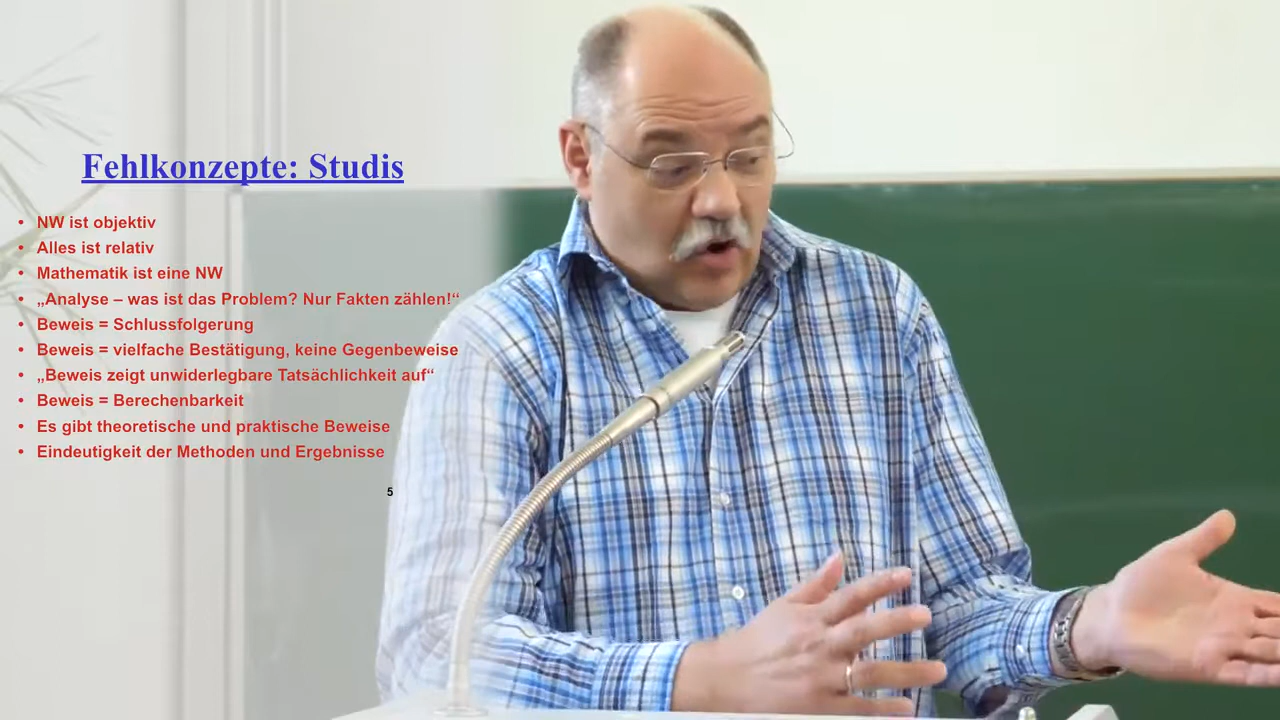 Fehlkonzepte: Studis
• NW ist objektiv
• Alles ist relativ
• Mathematik ist eine NW
• „Analyse – was ist das Problem? Nur Fakten zählen!“
• Beweis = Schlussfolgerung
• Beweis = vielfache Bestätigung, keine Gegenbeweise
• „Beweis zeigt unwiderlegbare Tatsächlichkeit auf“
• Beweis = Berechenbarkeit
• Es gibt theoretische und praktische Beweise
• Eindeutigkeit der Methoden und Ergebnisse
5